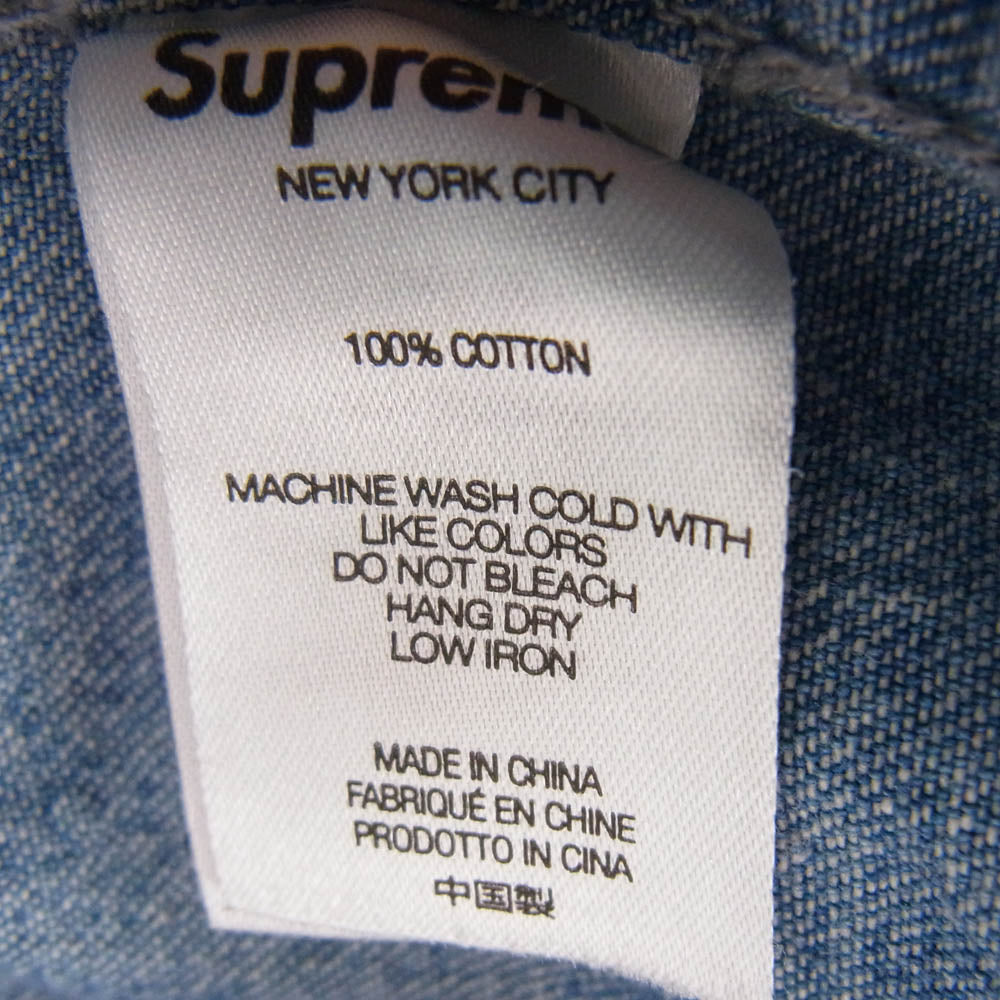 Suprem
NEW YORK CITY
100% COTTON
MACHINE WASH COLD WITH
LIKE COLORS
DO NOT BLEACH
HANG DRY
LOW IRON
MADE IN CHINA
FABRIQUÉ EN CHINE
PRODOTTO IN CINA
中国製